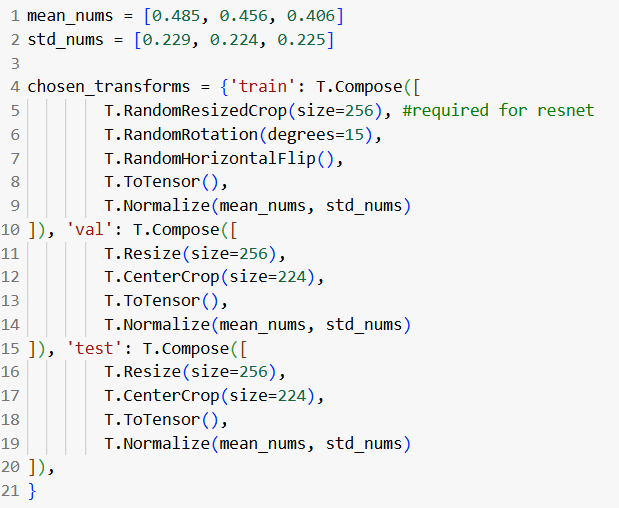 1 mean_nums = [0.485, 0.456, 0.406]
2 std_nums = [0.229, 0.224, 0.225]
3
4 chosen_transforms = {'train': T.Compose([
5         T.RandomResizedCrop(size=256), #required for resnet
6         T.RandomRotation(degrees=15),
7         T.RandomHorizontalFlip(),
8         T.ToTensor(),
9         T.Normalize(mean_nums, std_nums)
10 ]), 'val': T.Compose([
11         T.Resize(size=256),
12         T.CenterCrop(size=224),
13         T.ToTensor(),
14         T.Normalize(mean_nums, std_nums)
15 ]), 'test': T.Compose([
16         T.Resize(size=256),
17         T.CenterCrop(size=224),
18         T.ToTensor(),
19         T.Normalize(mean_nums, std_nums)
20 ]),
21 }